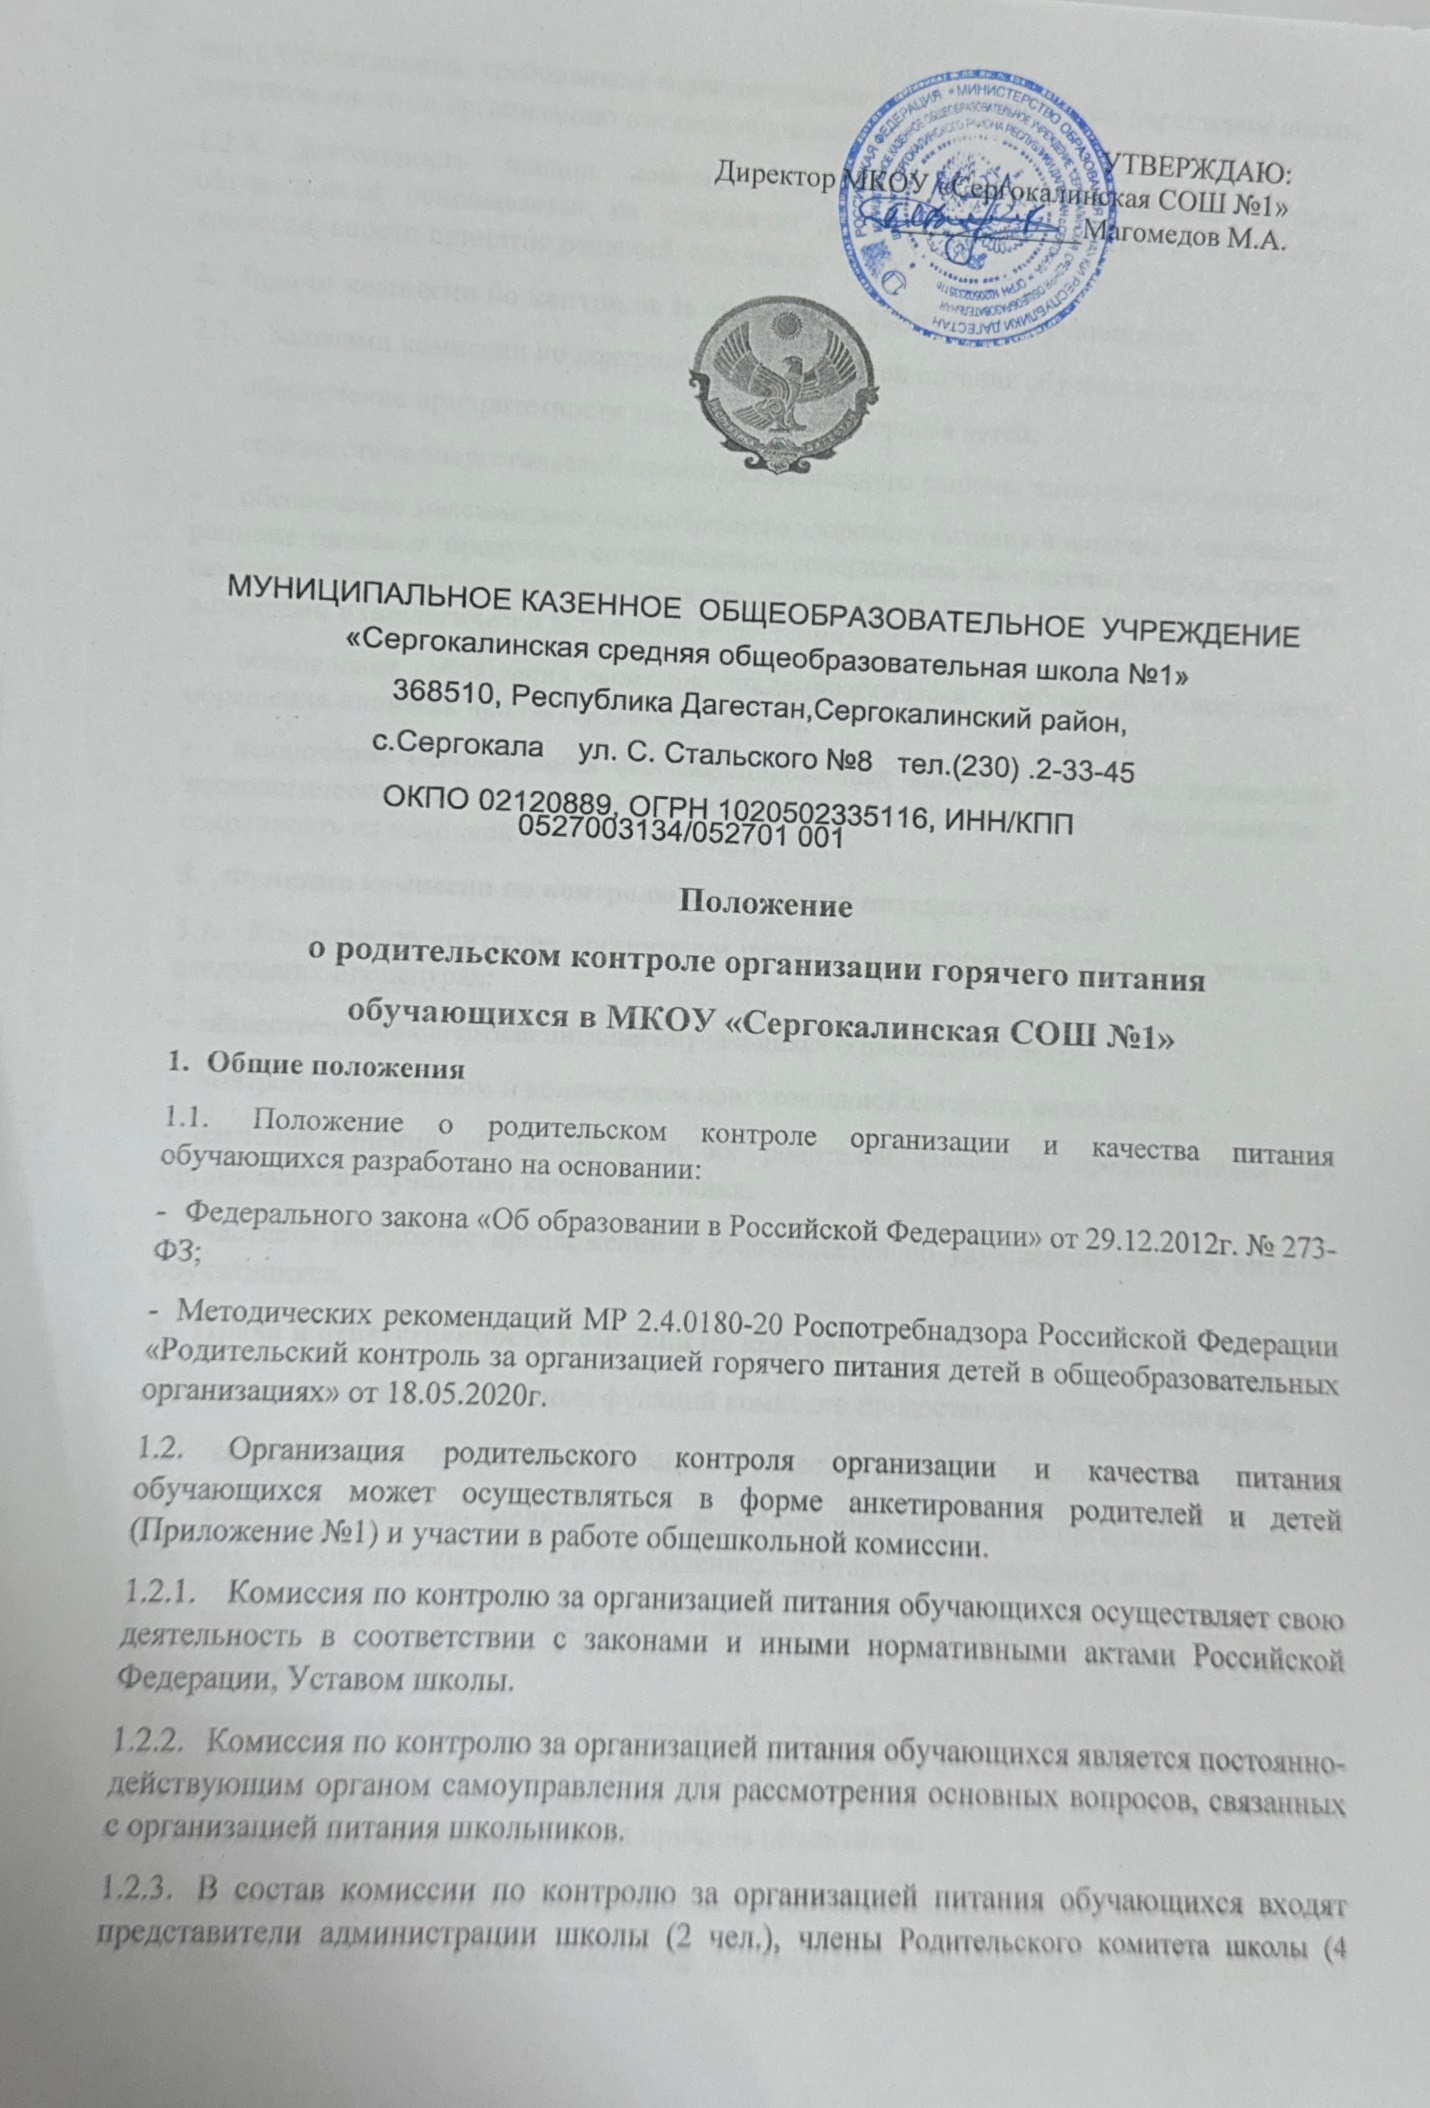 УТВЕРЖДАЮ:
Директор МКОУ «Сергокалинская СОШ №1»
Магомедов М.А.
МУНИЦИПАЛЬНОЕ КАЗЕННОЕ ОБЩЕОБРАЗОВАТЕЛЬНОЕ УЧРЕЖДЕНИЕ
«Сергокалинская средняя общеобразовательная школа №1»
368510, Республика Дагестан,Сергокалинский район,
с.Сергокала ул. С. Стальского №8 тел.(230) .2-33-45
ОКПО 02120889, ОГРН 1020502335116, ИНН/КПП
0527003134/052701 001
Положение
о родительском контроле организации горячего питания
обучающихся в МКОУ «Сергокалинская СОШ №1»
1. Общие положения
1.1. Положение о родительском контроле организации и качества питания
обучающихся разработано на основании:
- Федерального закона «Об образовании в Российской Федерации» от 29.12.2012г. № 273-
ФЗ;
- Методических рекомендаций МР 2.4.0180-20 Роспотребнадзора Российской Федерации
«Родительский контроль за организацией горячего питания детей в общеобразовательных
организациях» от 18.05.2020г.
1.2. Организация родительского контроля организации и качества питания
обучающихся может осуществляться в форме анкетирования родителей и детей
(Приложение №1) и участии в работе общешкольной комиссии.
1.2.1. Комиссия по контролю за организацией питания обучающихся осуществляет свою
деятельность в соответствии с законами и иными нормативными актами Российской
Федерации, Уставом школы.
1.2.2. Комиссия по контролю за организацией питания обучающихся является постоянно-
действующим органом самоуправления для рассмотрения основных вопросов, связанных
с организацией питания школьников.
1.2.3. В состав комиссии по контролю за организацией питания обучающихся входят
представители администрации школы (2 чел.), члены Родительского комитета школы (4